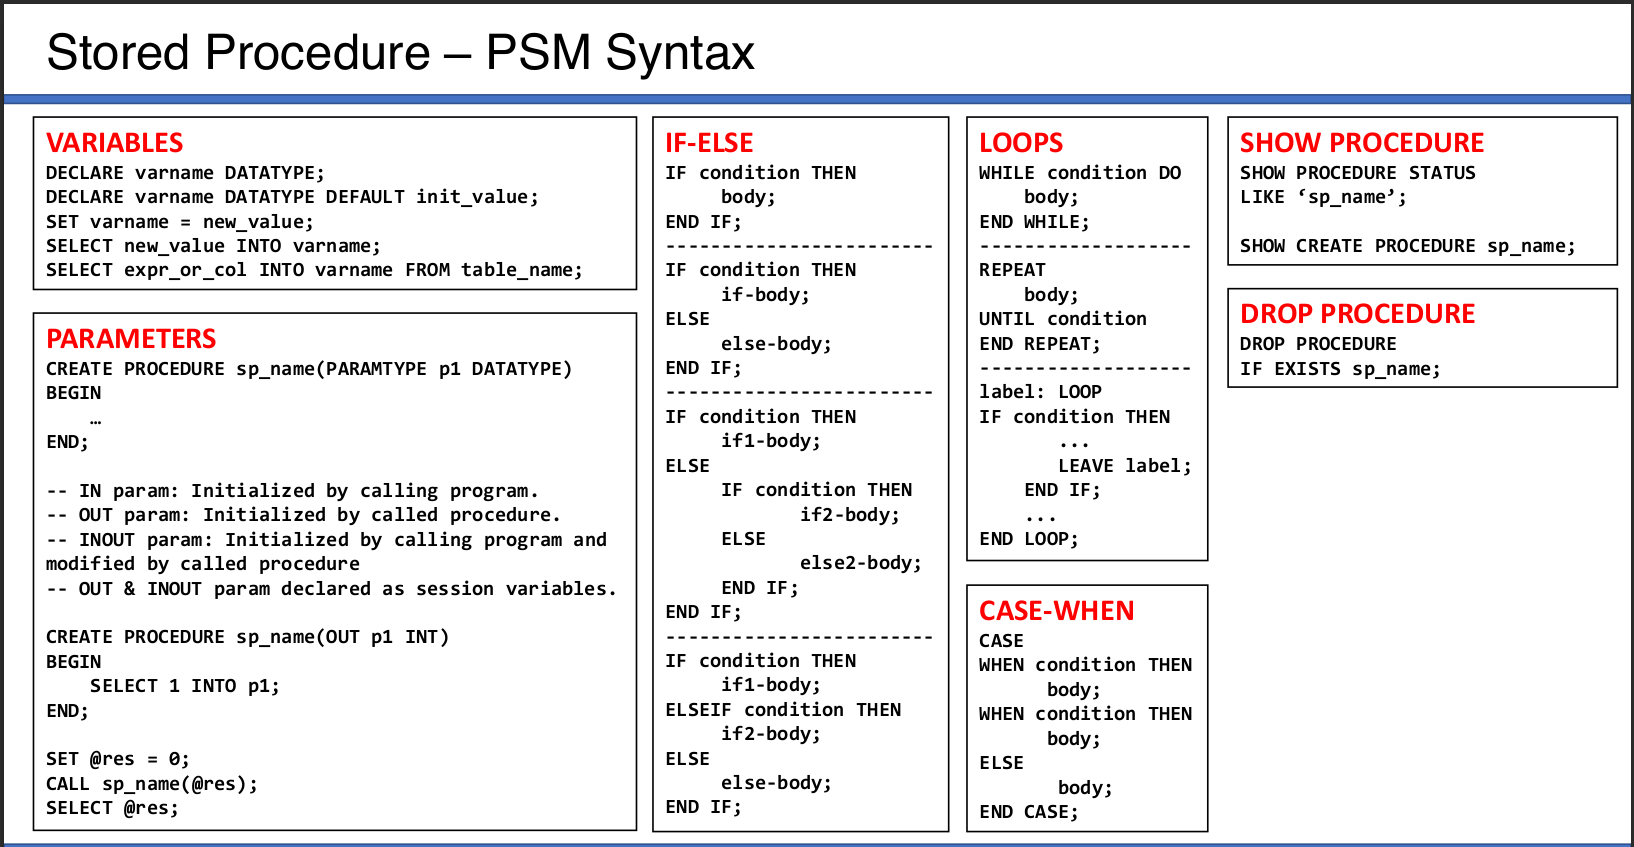 Stored Procedure – PSM Syntax
VARIABLES
DECLARE varname DATATYPE;
DECLARE varname DATATYPE DEFAULT init_value;
SET varname = new_value;
SELECT new_value INTO varname;
SELECT expr_or_col INTO varname FROM table_name;
PARAMETERS
CREATE PROCEDURE sp_name(PARAMTYPE p1 DATATYPE)
BEGIN
…
END;
-- IN param: Initialized by calling program.
-- OUT param: Initialized by called procedure.
-- INOUT param: Initialized by calling program and
modified by called procedure
-- OUT & INOUT param declared as session variables.
CREATE PROCEDURE sp_name(OUT p1 INT)
BEGIN
SELECT 1 INTO p1;
END;
SET @res = 0;
CALL sp_name(@res);
SELECT @res;
IF-ELSE
IF condition THEN
body;
END IF;
------------------------
IF condition THEN
if-body;
ELSE
else-body;
END IF;
------------------------
IF condition THEN
if1-body;
ELSE
IF condition THEN
if2-body;
ELSE
else2-body;
END IF;
END IF;
------------------------
IF condition THEN
if1-body;
ELSEIF condition THEN
if2-body;
ELSE
else-body;
END IF;
LOOPS
WHILE condition DO
body;
END WHILE;
-------------------
REPEAT
body;
UNTIL condition
END REPEAT;
-------------------
label: LOOP
IF condition THEN
...
LEAVE label;
END IF;
...
END LOOP;
CASE-WHEN
CASE
WHEN condition THEN
body;
WHEN condition THEN
body;
ELSE
body;
END CASE;
SHOW PROCEDURE
SHOW PROCEDURE STATUS
LIKE ‘sp_name’;
SHOW CREATE PROCEDURE sp_name;
DROP PROCEDURE
DROP PROCEDURE
IF EXISTS sp_name;